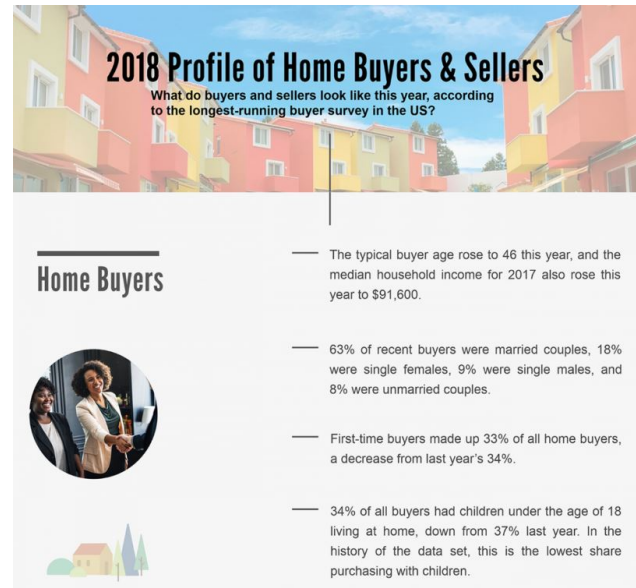 2018 Profile of Home Buyers & Sellers
What do buyers and sellers look like this year, according
to the longest-running buyer survey in the US?
Home Buyers
The typical buyer age rose to 46 this year, and the
median household income for 2017 also rose this
year to $91,600.
63% of recent buyers were married couples, 18%
were single females, 9% were single males, and
8% were unmarried couples.
First-time buyers made up 33% of all home buyers,
a decrease from last year's 34%.
34% of all buyers had children under the age of 18
living at home, down from 37% last year. In the
history of the data set, this is the lowest share
purchasing with children.